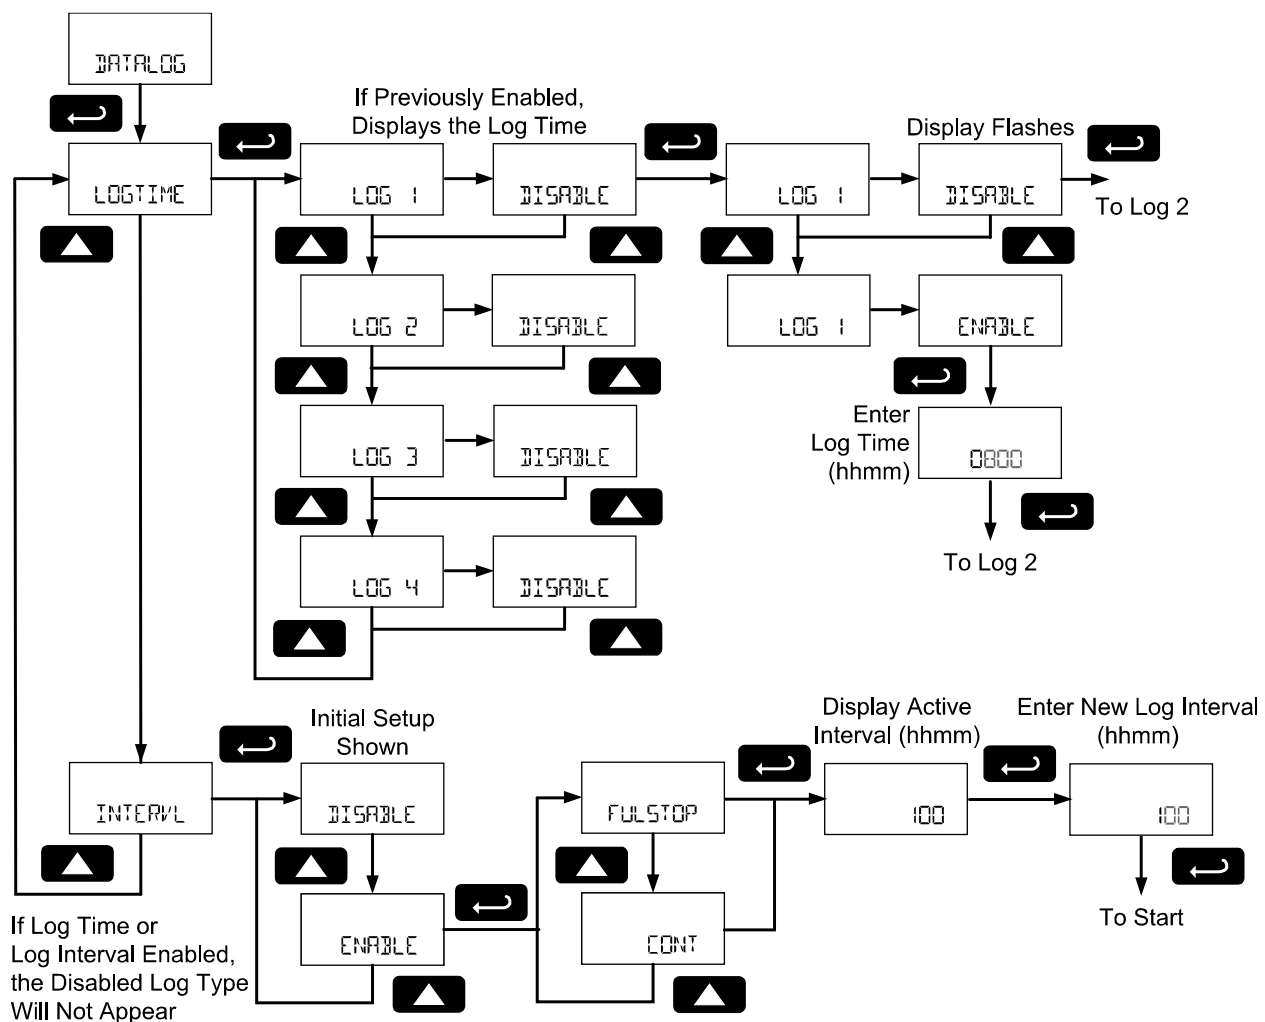 DATALOG
If Previously Enabled,
Displays the Log Time
Display Flashes
LOGTIME
LOG 1
DISABLE
LOG 1
DISABLE
To Log 2
LOG 2
DISABLE
LOG 1
ENABLE
LOG 3
DISABLE
Enter
Log Time
(hhmm)
0800
To Log 2
LOG 4
DISABLE
Initial Setup
Shown
Display Active
Interval (hhmm)
Enter New Log Interval
(hhmm)
INTERVL
DISABLE
FULSTOP
100
100
ENABLE
CONT
To Start
If Log Time or
Log Interval Enabled,
the Disabled Log Type
Will Not Appear